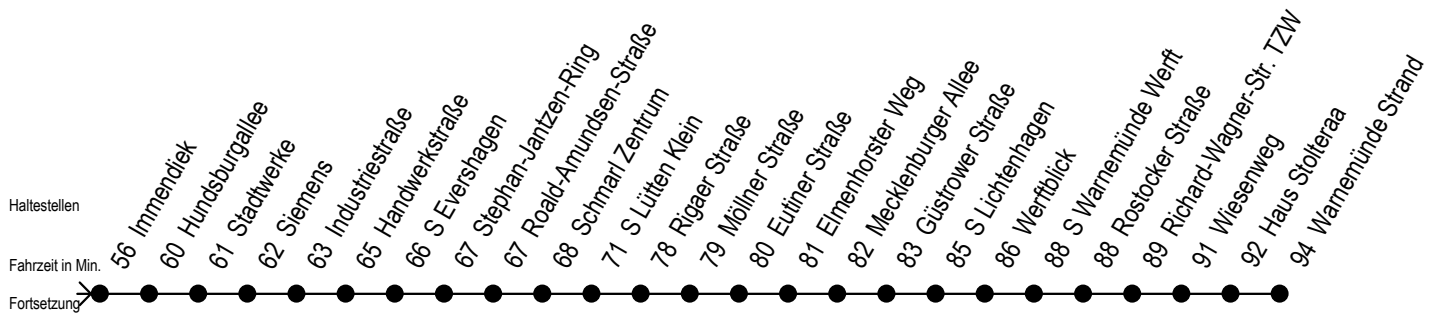 Haltestellen
Fahrzeit in Min.
Fortsetzung
56 Immendiek
60 Hundsburgallee
61 Stadtwerke
62 Siemens
63 Industriestraße
65 Handwerkstraße
66 S Evershagen
67 Stephan-Jantzen-Ring
67 Roald-Amundsen-Straße
68 Schmarl Zentrum
71 S Lütten Klein
78 Rigaer Straße
79 Möllner Straße
80 Eutiner Straße
81 Elmenhorster Weg
82 Mecklenburger Allee
83 Güstrower Straße
85 S Lichtenhagen
86 Werftblick
88 S Warnemünde Werft
88 Rostocker Straße
89 Richard-Wagner-Str. TZW
91 Wiesenweg
92 Haus Stolteraa
94 Warnemünde Strand